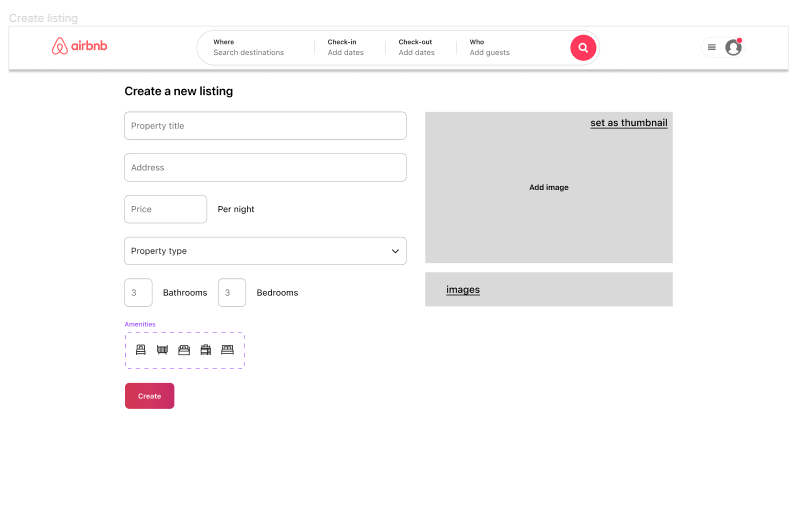 Create listing
airbnb
Where
Search destinations
Check-in
Add dates
Check-out
Add dates
Who
Add guests
Create a new listing
Property title
Address
Price
Per night
Property type
3
Bathrooms
3
Bedrooms
Amenities
Create
set as thumbnail
Add image
images